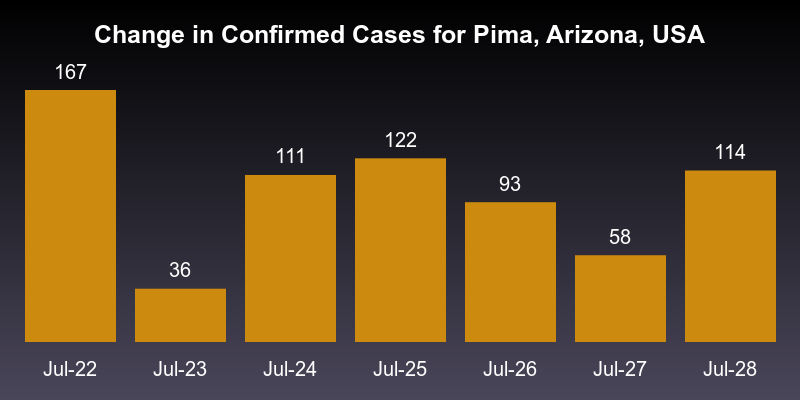 Change in Confirmed Cases for Pima, Arizona, USA
167
36
111
122
93
58
114
Jul-22
Jul-23
Jul-24
Jul-25
Jul-26
Jul-27
Jul-28